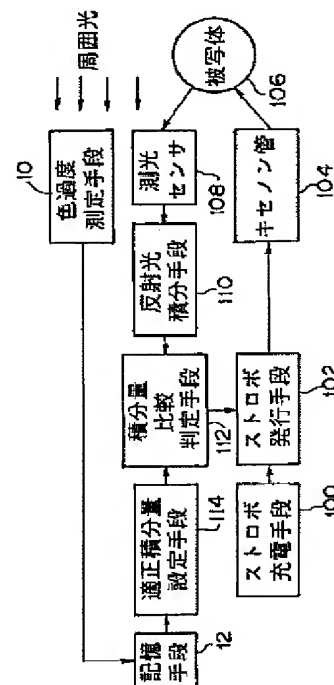 周囲光
10
色過度
測定手段
被写体
106
測光
センサ
108
反射光
積分手段
110
キセノン管
104
積分量
比較
判定手段
112
ストロボ
発行手段
102
適正積分量
設定手段
114
ストロボ
充電手段
100
記憶
手段
12